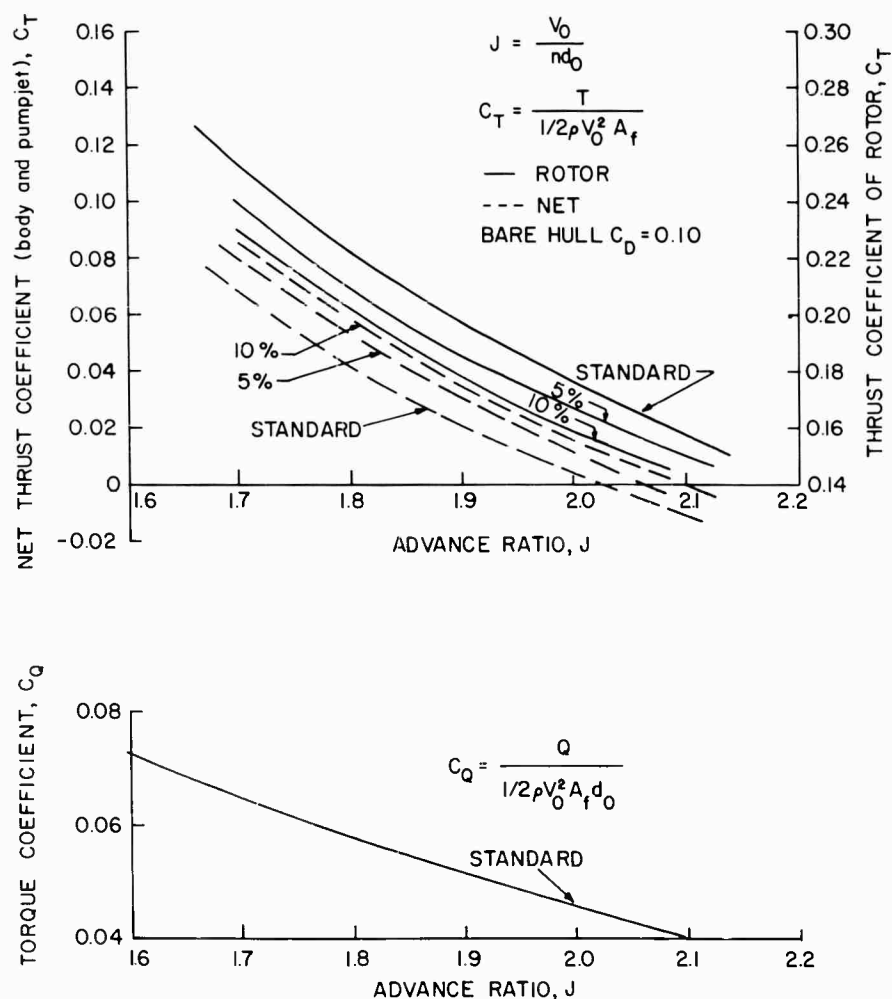 NET THRUST COEFFICIENT (body and pumpjet), C_T
0.16
0.14
0.12
0.10
0.08
0.06
0.04
0.02
0
-0.02
J = V_0 / nd_0
C_T = T / 1/2 ρ V_0^2 A_f
— ROTOR
--- NET
BARE HULL C_D = 0.10
10%
5%
STANDARD
STANDARD
5%
10%
0.30
0.28
0.26
0.24
0.22
0.20
0.18
0.16
0.14
THRUST COEFFICIENT OF ROTOR, C_T
1.6 1.7 1.8 1.9 2.0 2.1 2.2
ADVANCE RATIO, J
TORQUE COEFFICIENT, C_Q
0.08
0.06
0.04
C_Q = Q / 1/2 ρ V_0^2 A_f d_0
STANDARD
1.6 1.7 1.8 1.9 2.0 2.1 2.2
ADVANCE RATIO, J